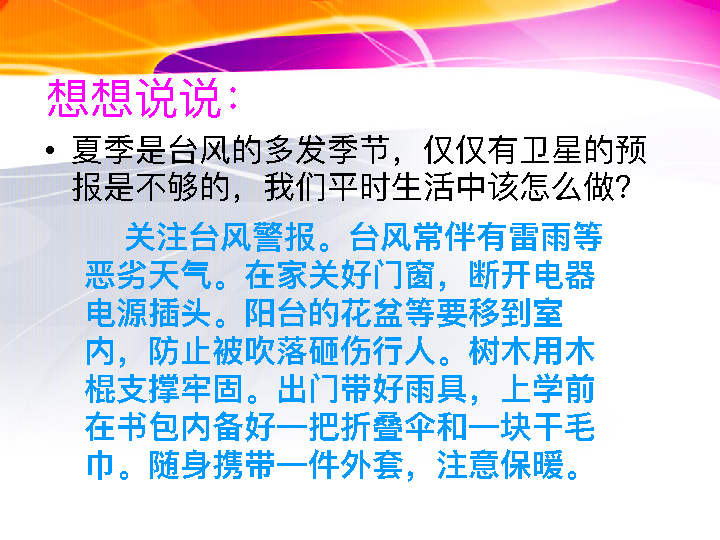 想想说说：
• 夏季是台风的多发季节，仅仅有卫星的预
报是不够的，我们平时生活中该怎么做？
关注台风警报。台风常伴有雷雨等
恶劣天气。在家关好门窗，断开电器
电源插头。阳台的花盆等要移到室
内，防止被吹落砸伤行人。树木用木
棍支撑牢固。出门带好雨具，上学前
在书包内备好一把折叠伞和一块干毛
巾。随身携带一件外套，注意保暖。